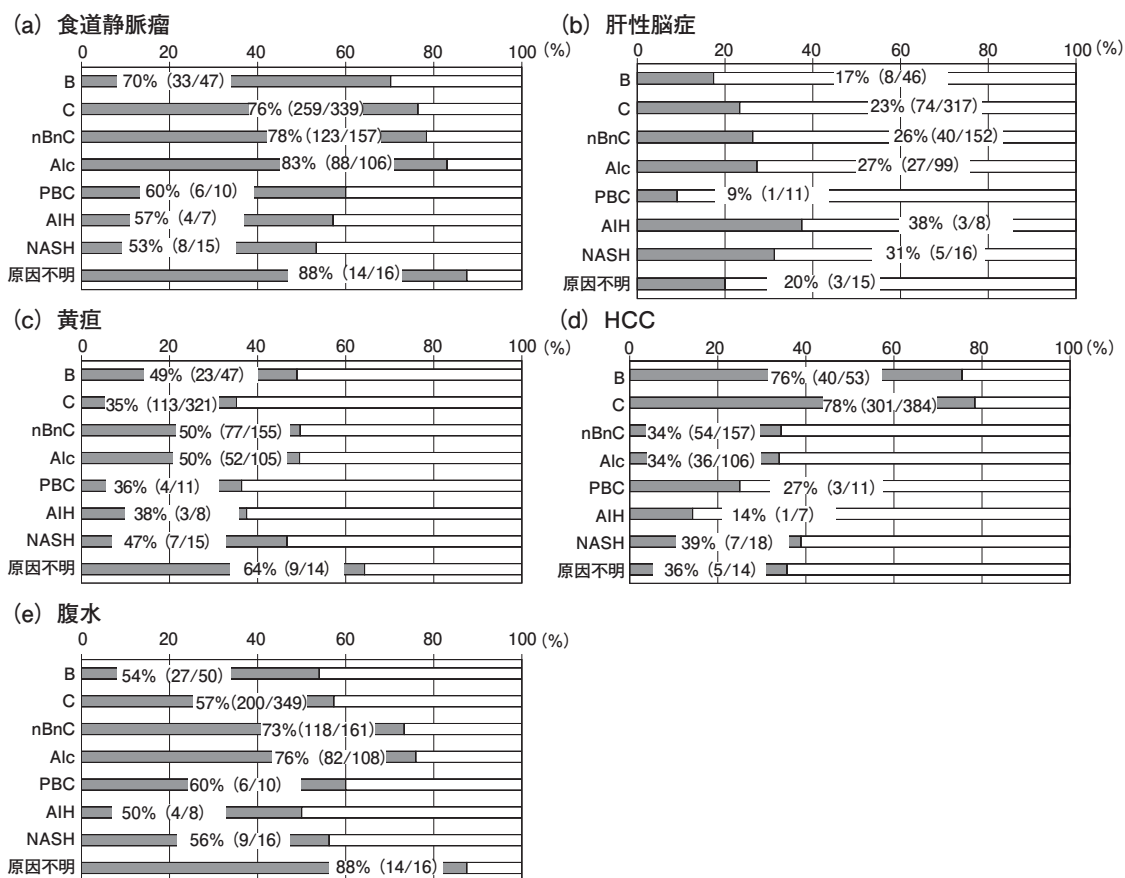 (a) 食道静脈瘤
0 20 40 60 80 100 (%)
B 70% (33/47)
C 76% (259/339)
nBnC 78% (123/157)
Alc 83% (88/106)
PBC 60% (6/10)
AIH 57% (4/7)
NASH 53% (8/15)
原因不明 88% (14/16)
(b) 肝性脳症
0 20 40 60 80 100 (%)
B 17% (8/46)
C 23% (74/317)
nBnC 26% (40/152)
Alc 27% (27/99)
PBC 9% (1/11)
AIH 38% (3/8)
NASH 31% (5/16)
原因不明 20% (3/15)
(c) 黄疸
0 20 40 60 80 100 (%)
B 49% (23/47)
C 35% (113/321)
nBnC 50% (77/155)
Alc 50% (52/105)
PBC 36% (4/11)
AIH 38% (3/8)
NASH 47% (7/15)
原因不明 64% (9/14)
(d) HCC
0 20 40 60 80 100 (%)
B 76% (40/53)
C 78% (301/384)
nBnC 34% (54/157)
Alc 34% (36/106)
PBC 27% (3/11)
AIH 14% (1/7)
NASH 39% (7/18)
原因不明 36% (5/14)
(e) 腹水
0 20 40 60 80 100 (%)
B 54% (27/50)
C 57%(200/349)
nBnC 73%(118/161)
Alc 76% (82/108)
PBC 60% (6/10)
AIH 50% (4/8)
NASH 56% (9/16)
原因不明 88% (14/16)